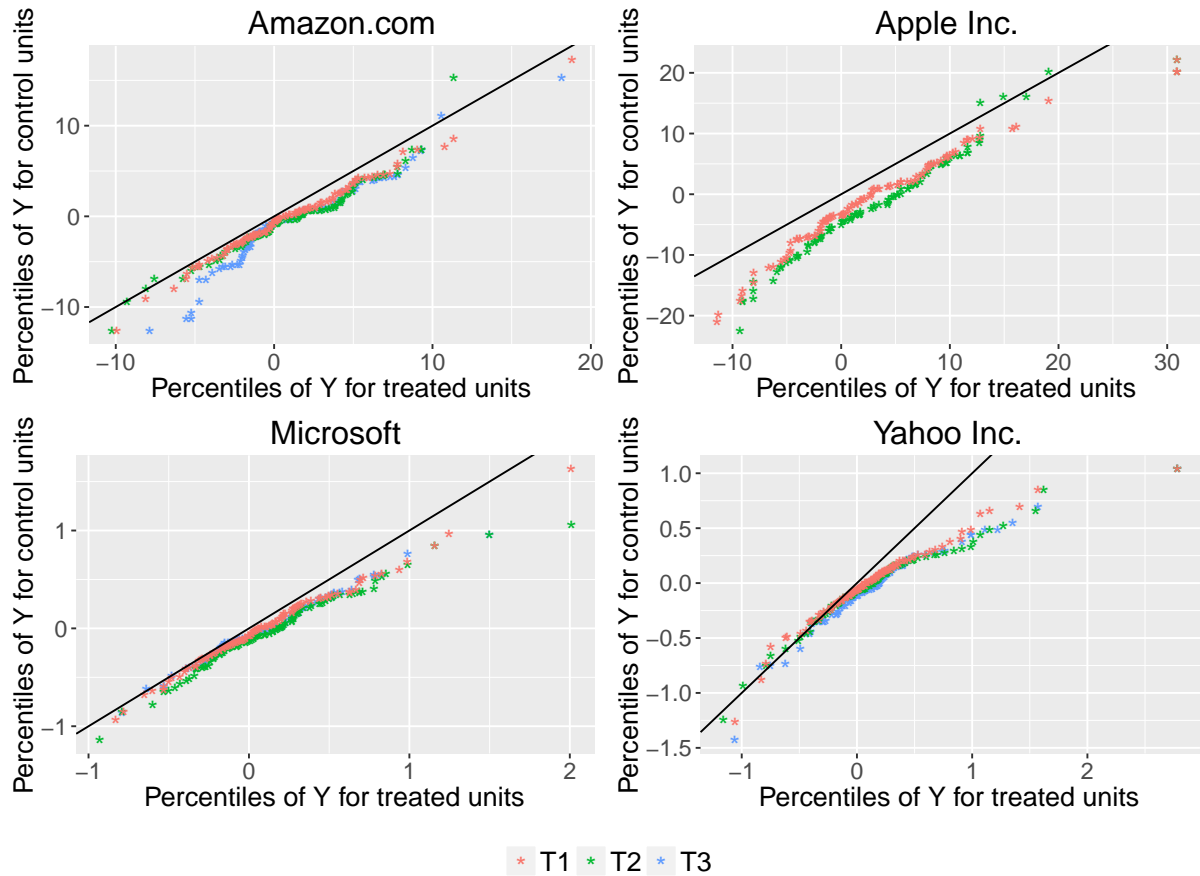 Amazon.com
Percentiles of Y for control units
10
0
−10
−10
0
10
20
Percentiles of Y for treated units
Apple Inc.
Percentiles of Y for control units
20
10
0
−10
−20
−10
0
10
20
30
Percentiles of Y for treated units
Microsoft
Percentiles of Y for control units
1
0
−1
−1
0
1
2
Percentiles of Y for treated units
Yahoo Inc.
Percentiles of Y for control units
1.0
0.5
0.0
−0.5
−1.0
−1.5
−1
0
1
2
Percentiles of Y for treated units
T1 T2 T3